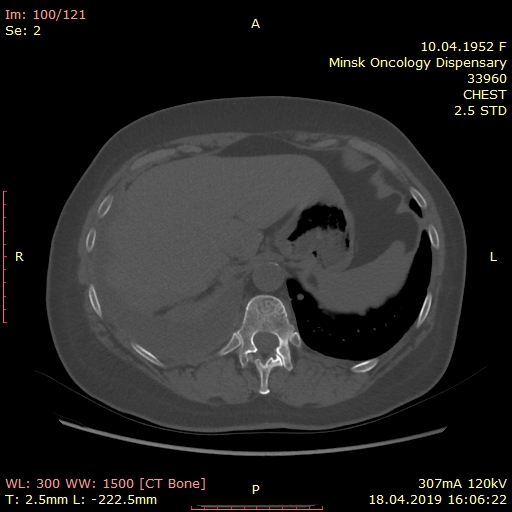 Im: 100/121
Se: 2
A
10.04.1952 F
Minsk Oncology Dispensary
33960
CHEST
2.5 STD
R
L
WL: 300 WW: 1500 [CT Bone]
T: 2.5mm L: -222.5mm
P
307mA 120kV
18.04.2019 16:06:22